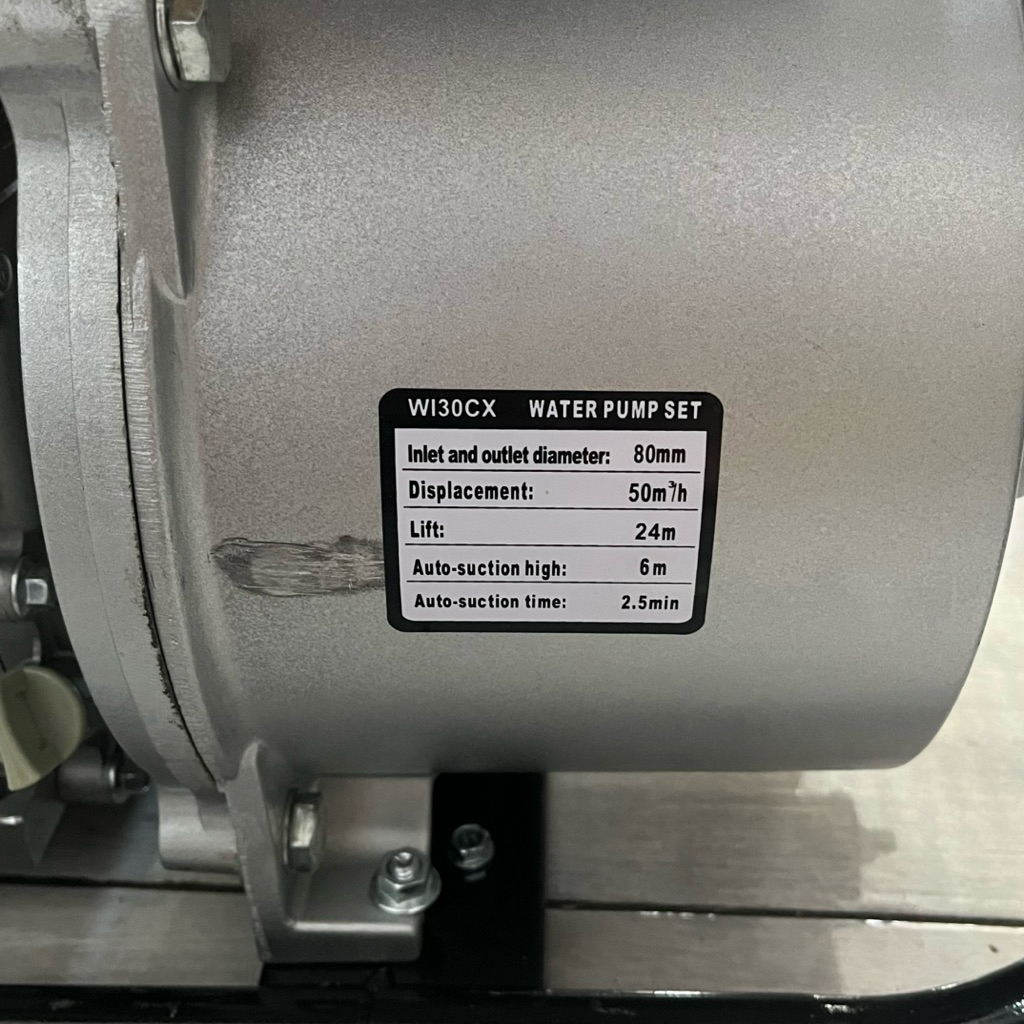 WI30CX WATER PUMP SET
Inlet and outlet diameter: 80mm
Displacement: 50m³/h
Lift: 24m
Auto-suction high: 6m
Auto-suction time: 2.5min